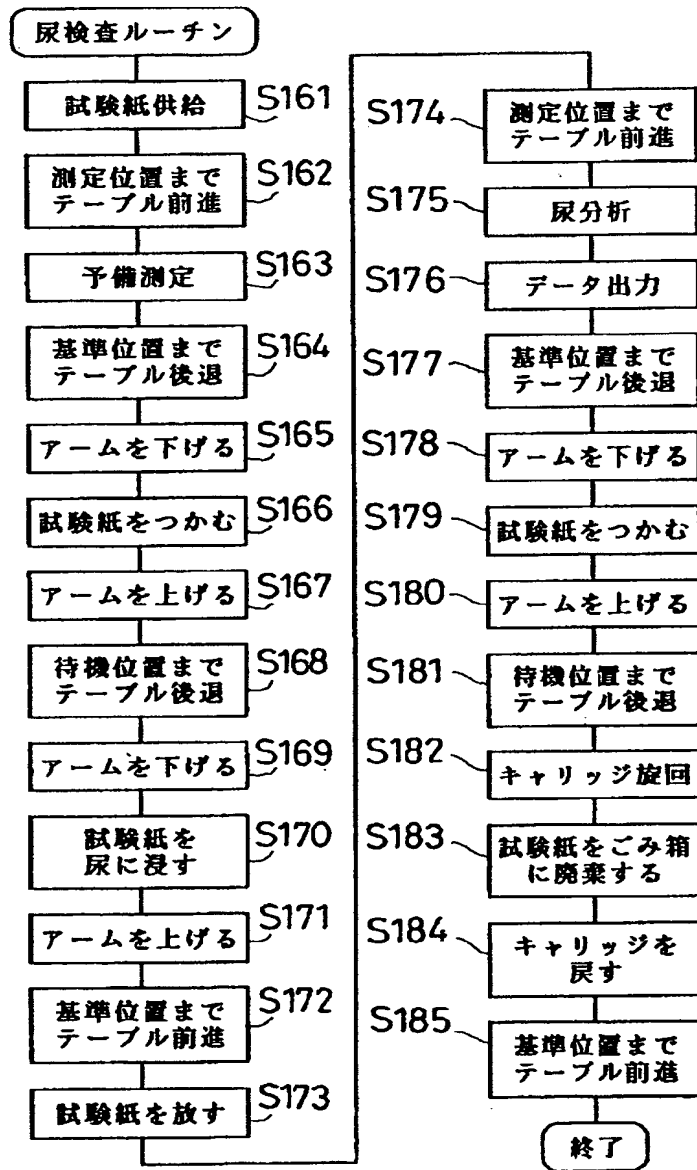 尿検査ルーチン
試験紙供給
S161
測定位置まで
テーブル前進
S162
予備測定
S163
基準位置まで
テーブル後退
S164
アームを下げる
S165
試験紙をつかむ
S166
アームを上げる
S167
待機位置まで
テーブル後退
S168
アームを下げる
S169
試験紙を
尿に浸す
S170
アームを上げる
S171
基準位置まで
テーブル前進
S172
試験紙を放す
S173
S174
測定位置まで
テーブル前進
S175
尿分析
S176
データ出力
S177
基準位置まで
テーブル後退
S178
アームを下げる
S179
試験紙をつかむ
S180
アームを上げる
S181
待機位置まで
テーブル後退
S182
キャリッジ旋回
S183
試験紙をごみ箱
に廃棄する
S184
キャリッジを
戻す
S185
基準位置まで
テーブル前進
終了